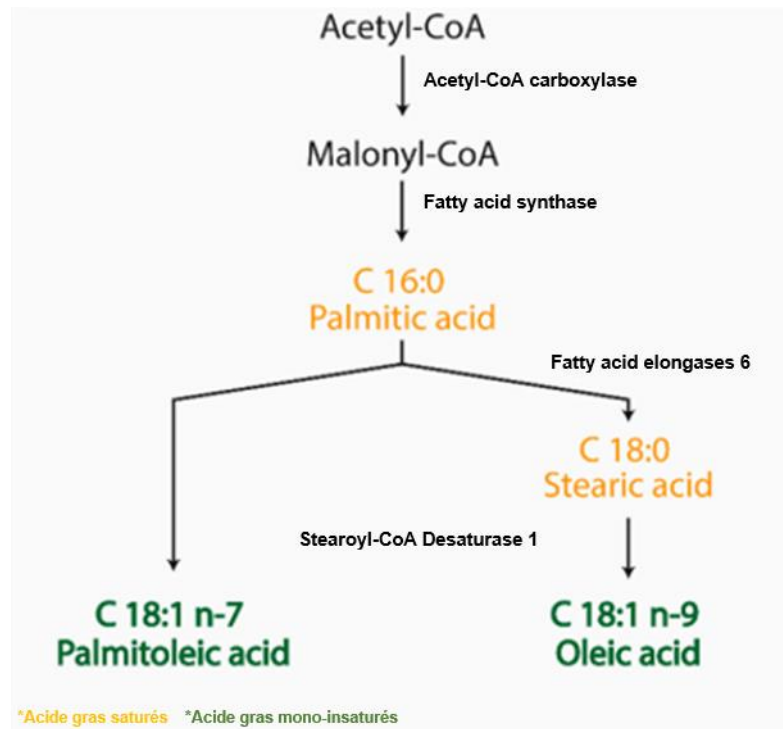 Acetyl-CoA
Acetyl-CoA carboxylase
Malonyl-CoA
Fatty acid synthase
C 16:0
Palmitic acid
Fatty acid elongases 6
C 18:0
Stearic acid
Stearoyl-CoA Desaturase 1
C 18:1 n-7
Palmitoleic acid
C 18:1 n-9
Oleic acid
*Acide gras saturés *Acide gras mono-insaturés